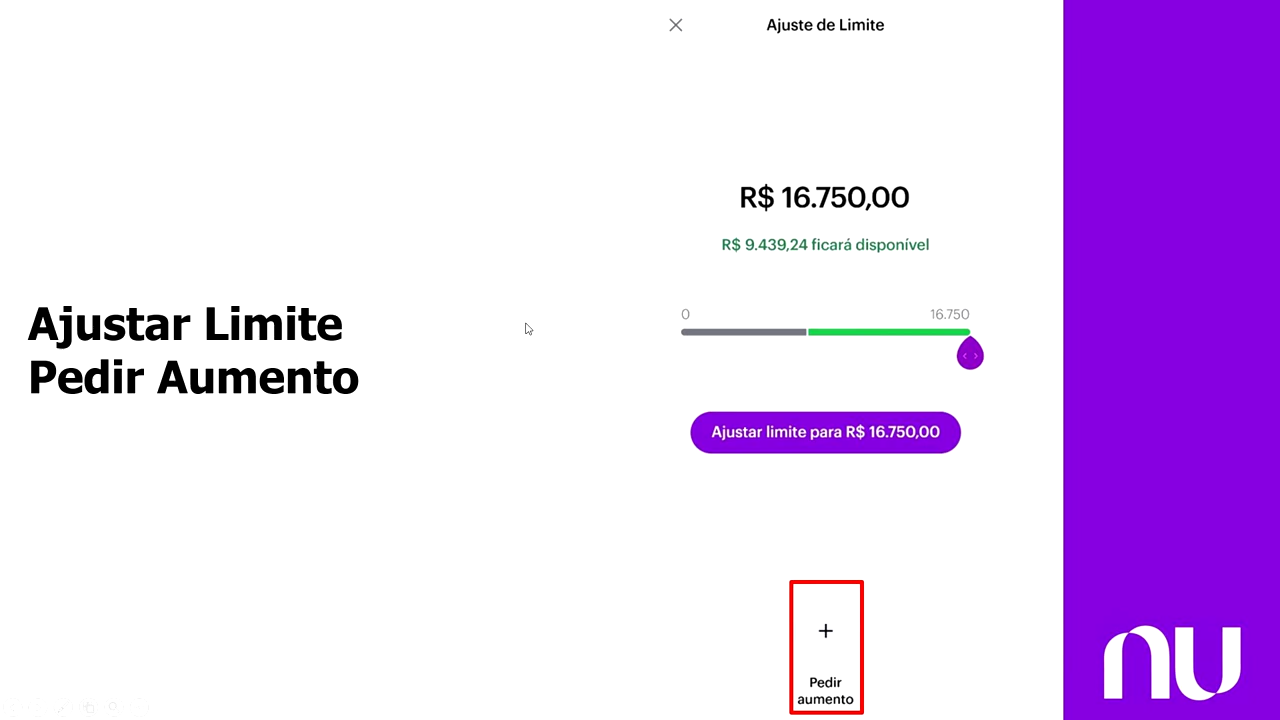 Ajuste de Limite
R$ 16.750,00
R$ 9.439,24 ficará disponível
0 16.750
Ajustar limite para R$ 16.750,00
Ajustar Limite
Pedir Aumento
+
Pedir
aumento
nu